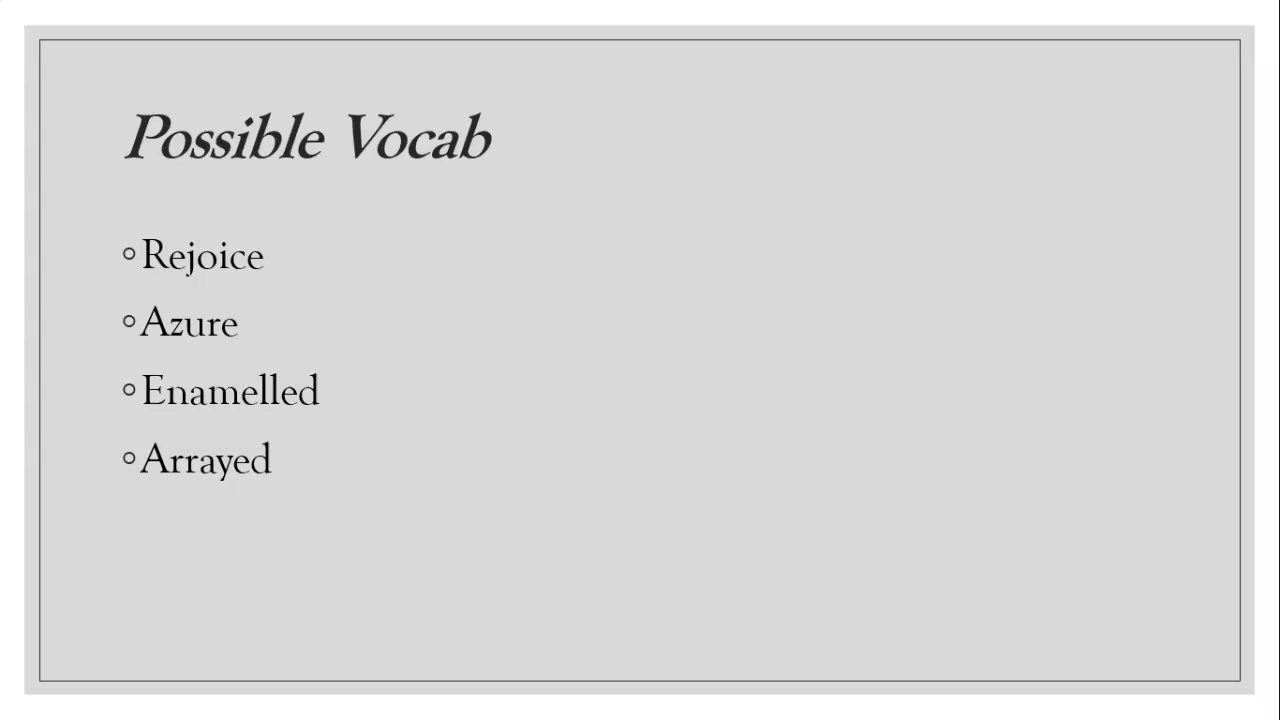 Possible Vocab
◦Rejoice
◦Azure
◦Enamelled
◦Arrayed